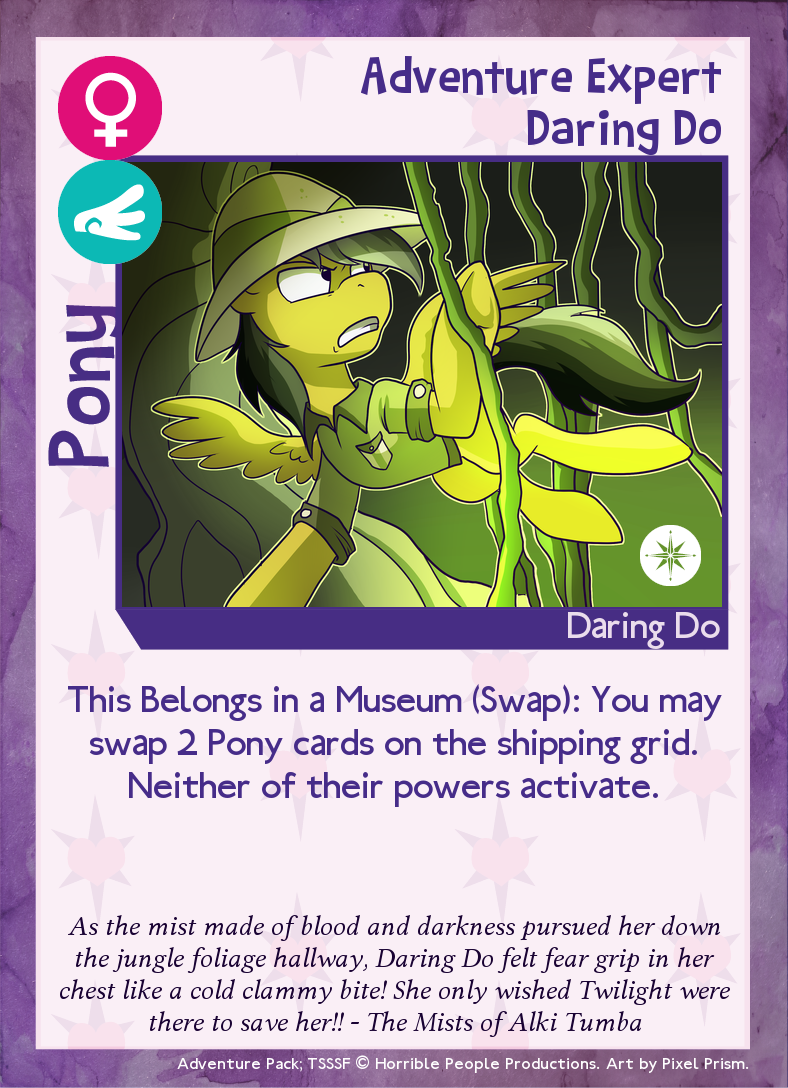 Adventure Expert
Daring Do
Pony
Daring Do
This Belongs in a Museum (Swap): You may
swap 2 Pony cards on the shipping grid.
Neither of their powers activate.
As the mist made of blood and darkness pursued her down
the jungle foliage hallway, Daring Do felt fear grip in her
chest like a cold clammy bite! She only wished Twilight were
there to save her!! - The Mists of Alki Tumba
Adventure Pack; TSSSF © Horrible People Productions. Art by Pixel Prism.